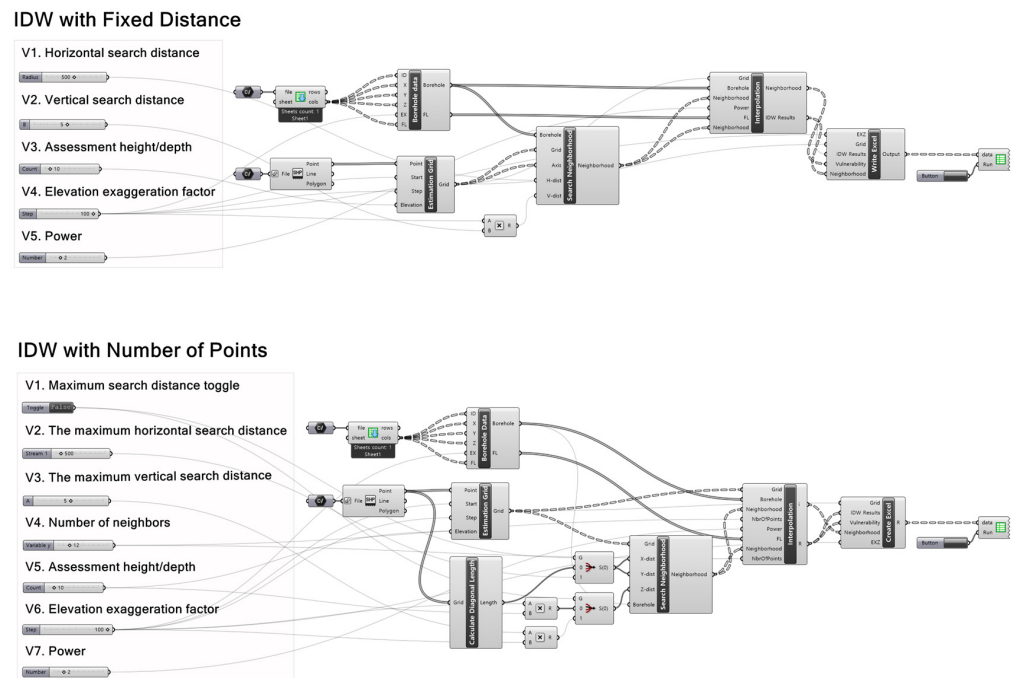 IDW with Fixed Distance
V1. Horizontal search distance
Radius 500
V2. Vertical search distance
B 5
V3. Assessment height/depth
Count 10
V4. Elevation exaggeration factor
Step 100
V5. Power
Number 2
file rows
sheet cols
Sheets count: 1
Sheet1
ID
X
Y
Z
EX
FL
Borehole data
Borehole
FL
File SHP Point
Line
Polygon
Point
Start
Step
Elevation
Estimation Grid
Grid
A
B
R
Borehole
Grid
Axis
H-dist
V-dist
Search Neighborhood
Neighborhood
Grid
Borehole
Neighborhood
Power
FL
Neighborhood
Interpolation
Neighborhood
IDW Results
EXZ
Grid
IDW Results
Vulnerability
Neighborhood
Write Excel
Output
Button
data
Run
IDW with Number of Points
V1. Maximum search distance toggle
Toggle False
V2. The maximum horizontal search distance
Stream 1 500
V3. The maximum vertical search distance
A 5
V4. Number of neighbors
Variable y 12
V5. Assessment height/depth
Count 10
V6. Elevation exaggeration factor
Step 100
V7. Power
Number 2
file rows
sheet cols
Sheets count: 1
Sheet1
ID
X
Y
Z
EX
FL
Borehole Data
Borehole
FL
File SHP Point
Line
Polygon
Point
Start
Step
Elevation
Estimation Grid
Grid
Grid
Calculate Diagonal Length
Length
A
B
R
A
B
R
G
0
1
S(0)
G
0
1
S(0)
Grid
X-dist
Y-dist
Z-dist
Borehole
Search Neighborhood
Neighborhood
Grid
Borehole
Neighborhood
NbrOfPoints
Power
FL
Neighborhood
NbrOfPoints
Interpolation
I
R
Grid
IDW Results
Vulnerability
Neighborhood
EXZ
Create Excel
R
Button
data
Run